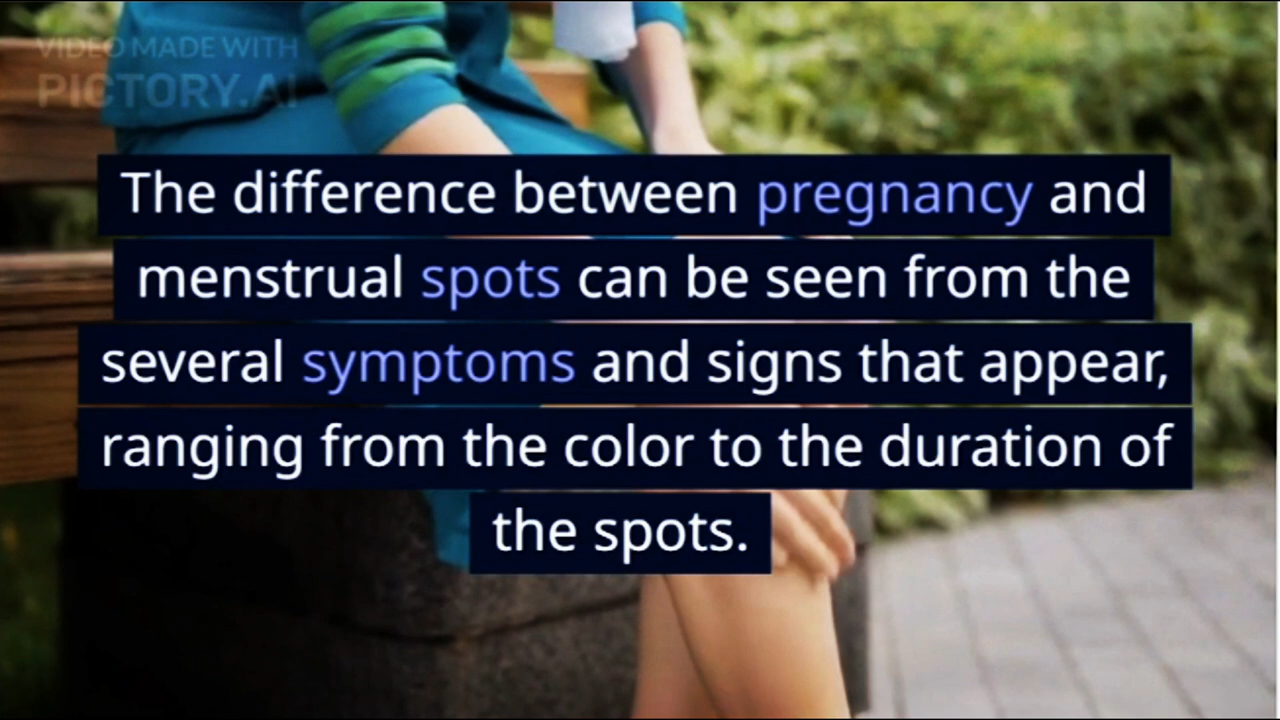 VIDEO MADE WITH
PICTORY.AI
The difference between pregnancy and
menstrual spots can be seen from the
several symptoms and signs that appear,
ranging from the color to the duration of
the spots.